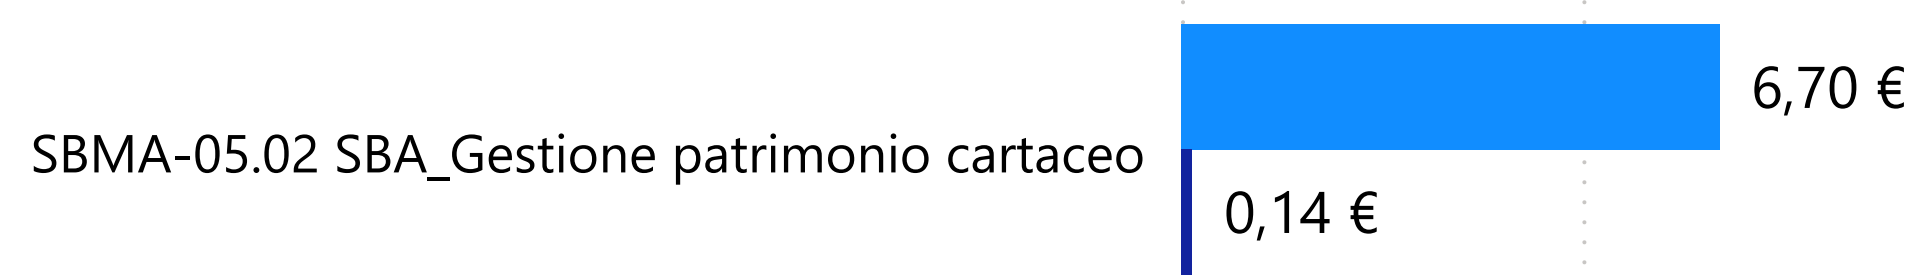 6,70 €
SBMA-05.02 SBA_Gestione patrimonio cartaceo
0,14 €